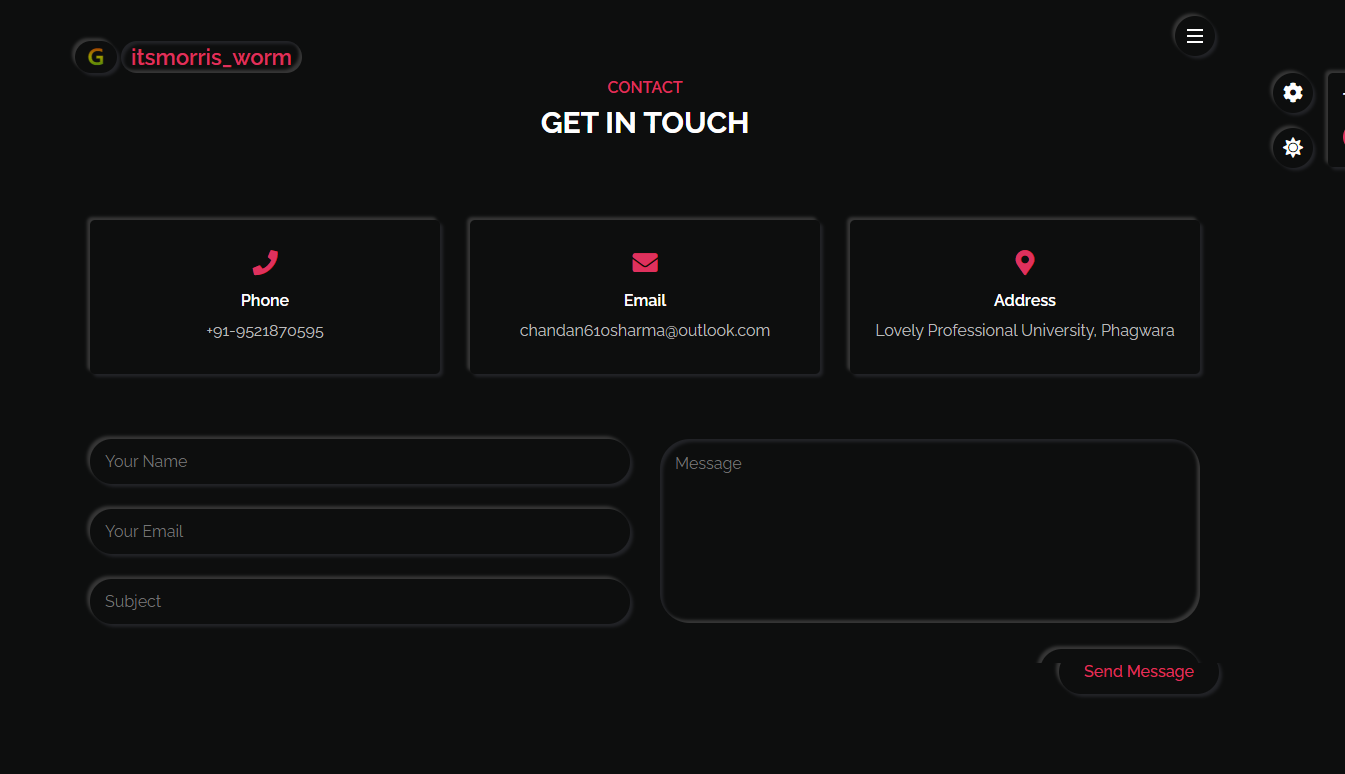 G itsmorris_worm
CONTACT
GET IN TOUCH
Phone
+91-9521870595
Email
chandan610sharma@outlook.com
Address
Lovely Professional University, Phagwara
Your Name
Your Email
Subject
Message
Send Message